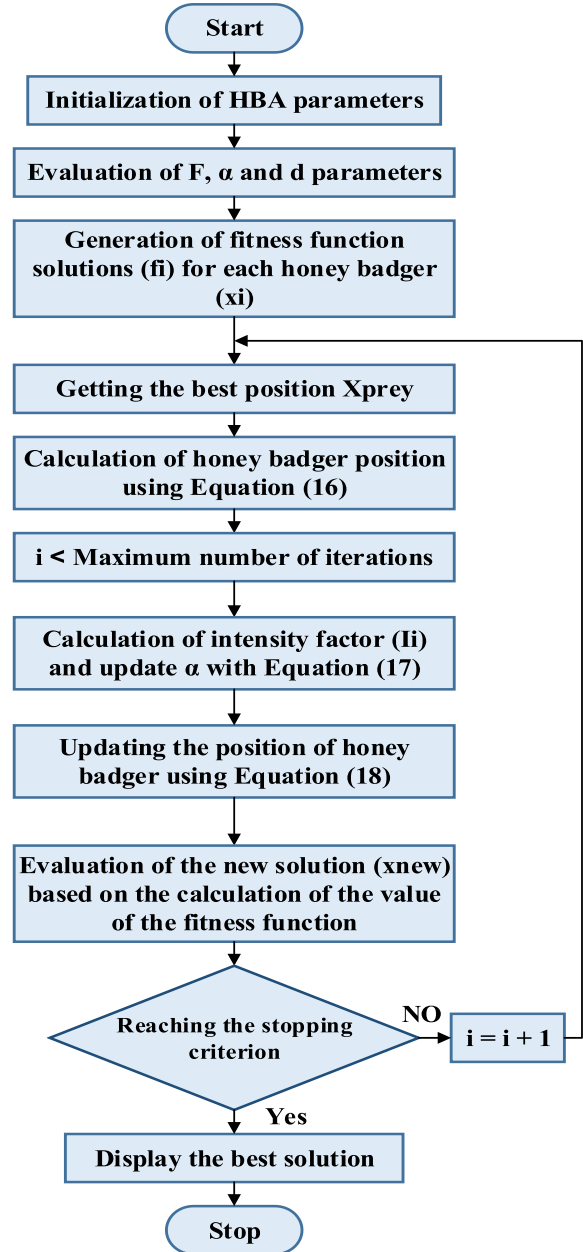 Start
Initialization of HBA parameters
Evaluation of F, α and d parameters
Generation of fitness function
solutions (fi) for each honey badger
(xi)
Getting the best position Xprey
Calculation of honey badger position
using Equation (16)
i < Maximum number of iterations
Calculation of intensity factor (Ii)
and update α with Equation (17)
Updating the position of honey
badger using Equation (18)
Evaluation of the new solution (xnew)
based on the calculation of the value
of the fitness function
Reaching the stopping
criterion
NO
i = i + 1
Yes
Display the best solution
Stop